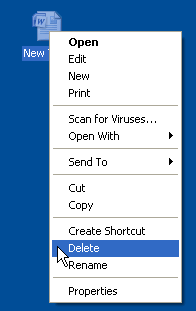 New
Open
Edit
New
Print
Scan for Viruses...
Open With
Send To
Cut
Copy
Create Shortcut
Delete
Rename
Properties